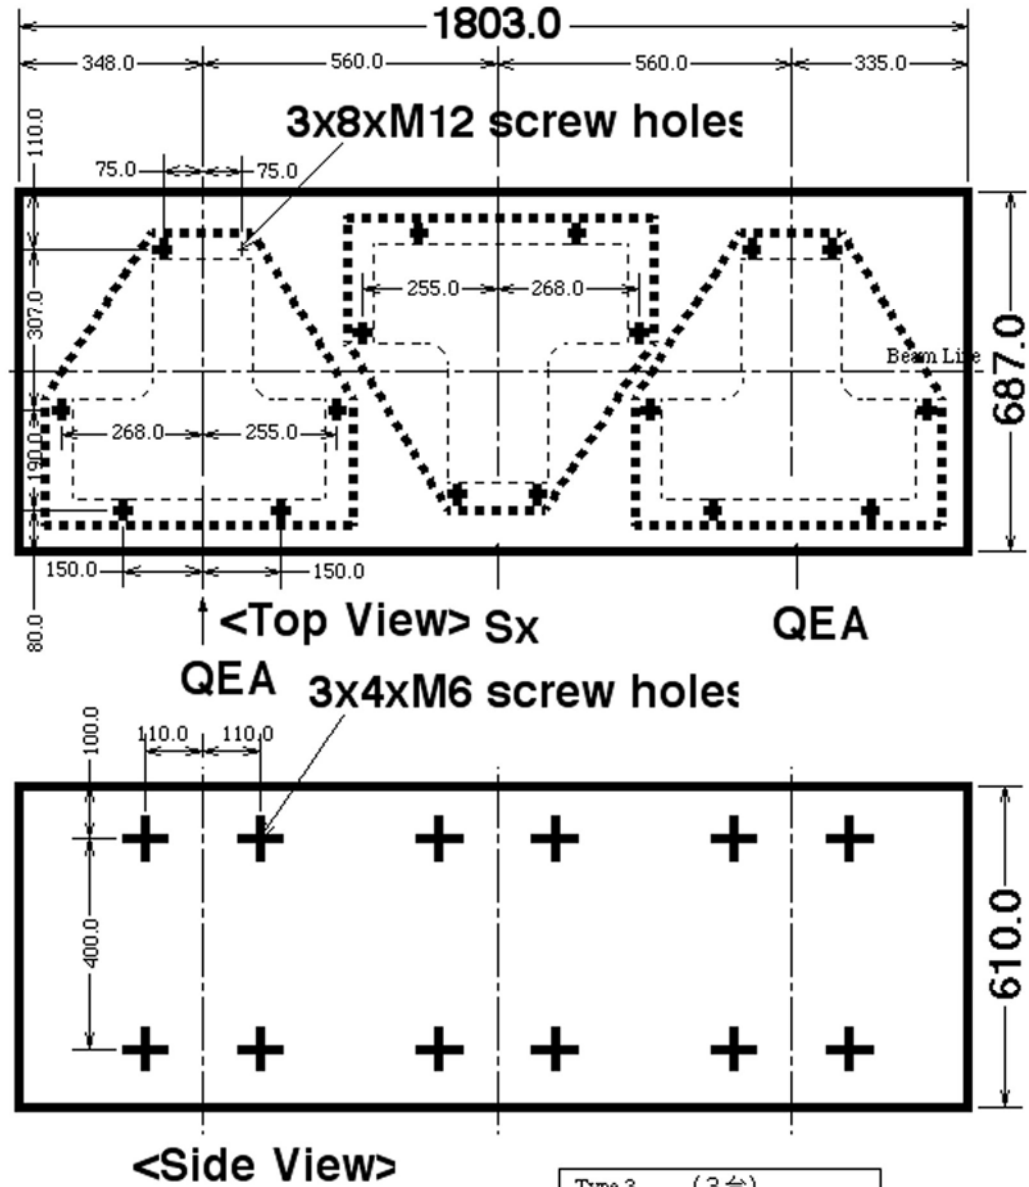 1803.0
348.0
560.0
560.0
335.0
110.0
3x8xM12 screw holes
75.0
75.0
307.0
255.0
268.0
Beam Line
687.0
190.0
268.0
255.0
150.0
150.0
80.0
<Top View>
Sx
QEA
QEA
3x4xM6 screw holes
100.0
110.0
110.0
400.0
610.0
<Side View>
Type 3 (3台)